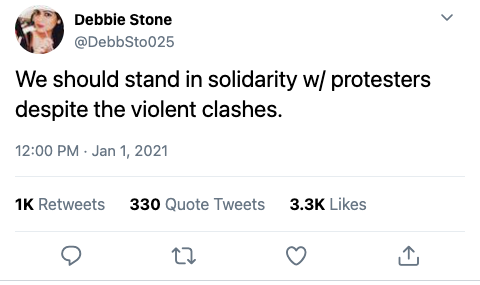 Debbie Stone
@DebbSto025
We should stand in solidarity w/ protesters
despite the violent clashes.
12:00 PM · Jan 1, 2021
1K Retweets 330 Quote Tweets 3.3K Likes